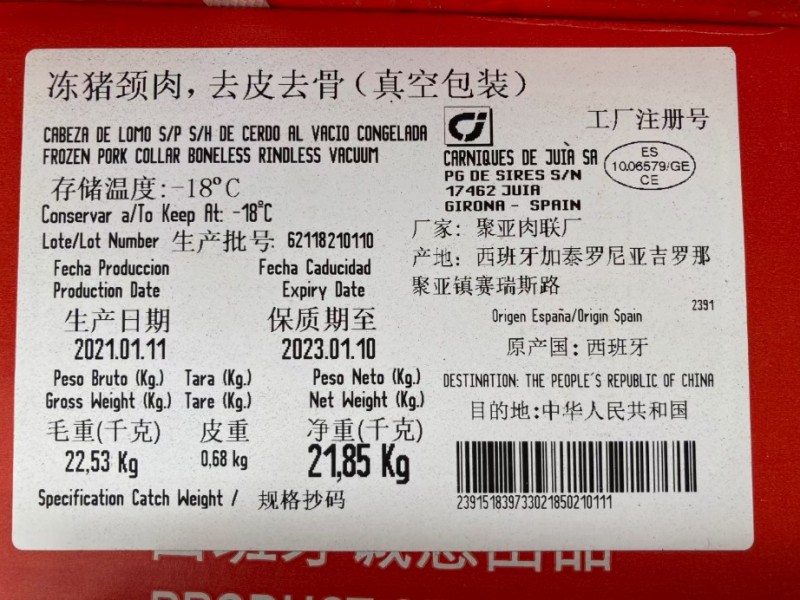 冻猪颈肉，去皮去骨（真空包装）
CABEZA DE LOMO S/P S/H DE CERDO AL VACIO CONGELADA
FROZEN PORK COLLAR BONELESS RINDLESS VACUUM
存储温度:-18°C
Conservar a/To Keep At: -18ºC
Lote/Lot Number 生产批号: 62118210110
Fecha Produccion Fecha Caducidad
Production Date Expiry Date
生产日期 保质期至
2021.01.11 2023.01.10
Peso Bruto (Kg.) Tara (Kg.) Peso Neto (Kg.)
Gross Weight (Kg.) Tare (Kg.) Net Weight (Kg.)
毛重(千克) 皮重 净重(千克)
22,53 Kg 0,68 kg 21,85 Kg
Specification Catch Weight / 规格抄码
工厂注册号
CARNIQUES DE JUIÀ SA
PG DE SIRES S/N
17462 JUIA
GIRONA - SPAIN
ES
10.06579/GE
CE
厂家: 聚亚肉联厂
产地: 西班牙加泰罗尼亚吉罗那
聚亚镇赛瑞斯路
2391
Origen España/Origin Spain
原产国: 西班牙
DESTINATION: THE PEOPLE´S REPUBLIC OF CHINA
目的地:中华人民共和国
239151839733021850210111